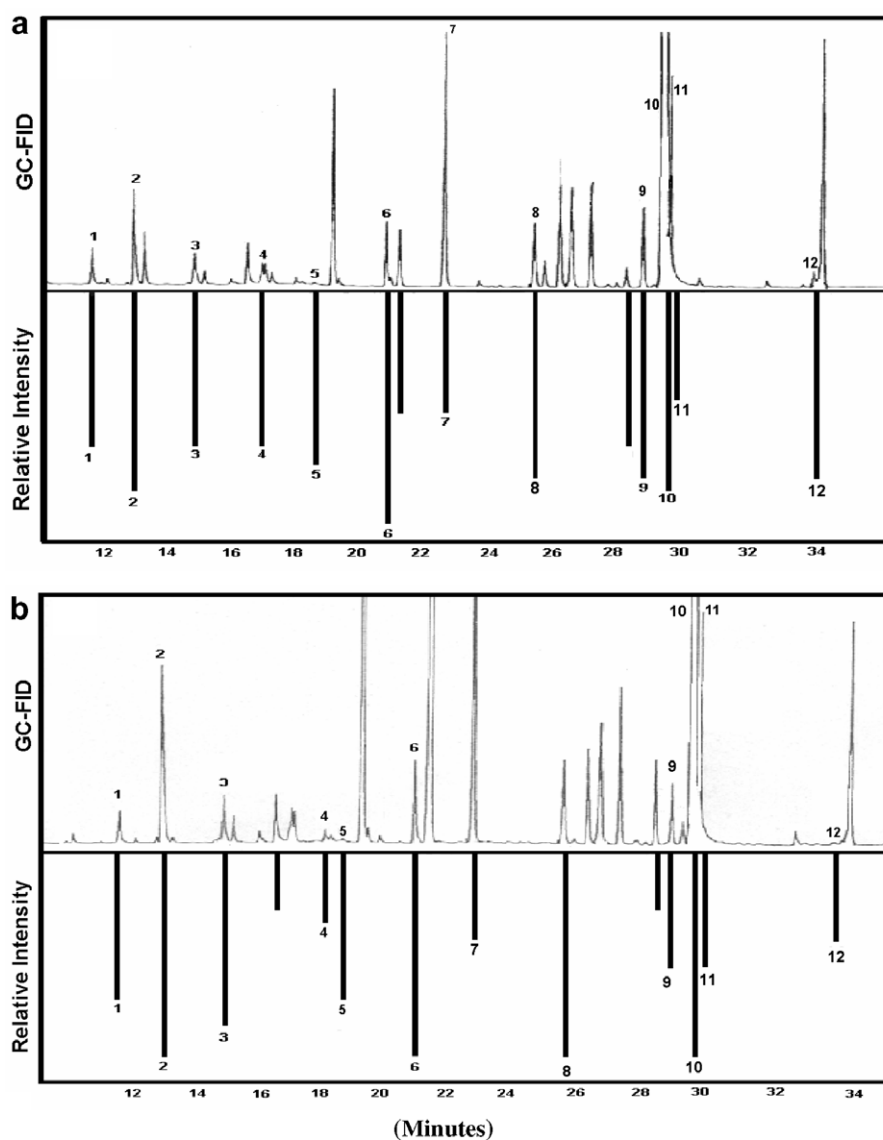 a
GC-FID
1 2 3 4 5 6 7 8 9 10 11 12
Relative Intensity
1 2 3 4 5 6 7 8 9 10 11 12
12 14 16 18 20 22 24 26 28 30 32 34
b
GC-FID
1 2 3 4 5 6 9 10 11 12
Relative Intensity
1 2 3 4 5 6 7 8 9 10 11 12
12 14 16 18 20 22 24 26 28 30 32 34
(Minutes)